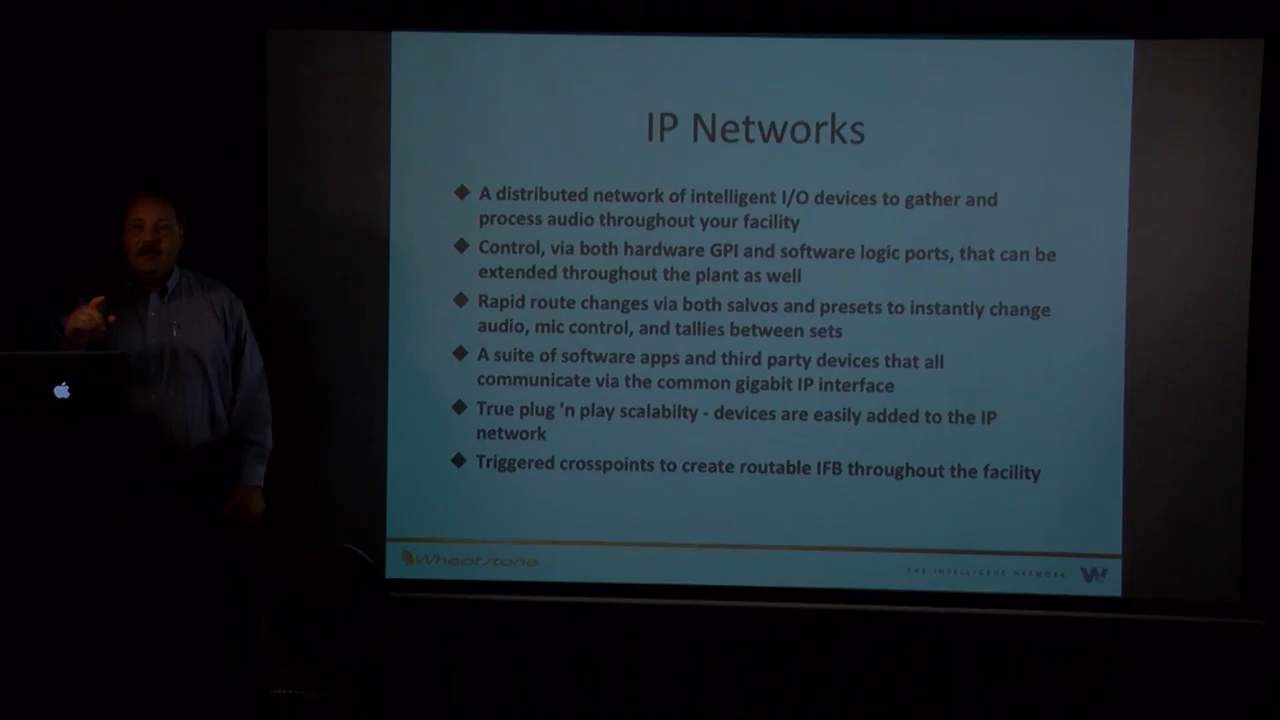 IP Networks
A distributed network of intelligent I/O devices to gather and
process audio throughout your facility
Control, via both hardware GPI and software logic ports, that can be
extended throughout the plant as well
Rapid route changes via both salvos and presets to instantly change
audio, mic control, and tallies between sets
A suite of software apps and third party devices that all
communicate via the common gigabit IP interface
True plug 'n play scalabilty - devices are easily added to the IP
network
Triggered crosspoints to create routable IFB throughout the facility
Wheatstone
THE INTELLIGENT NETWORK W